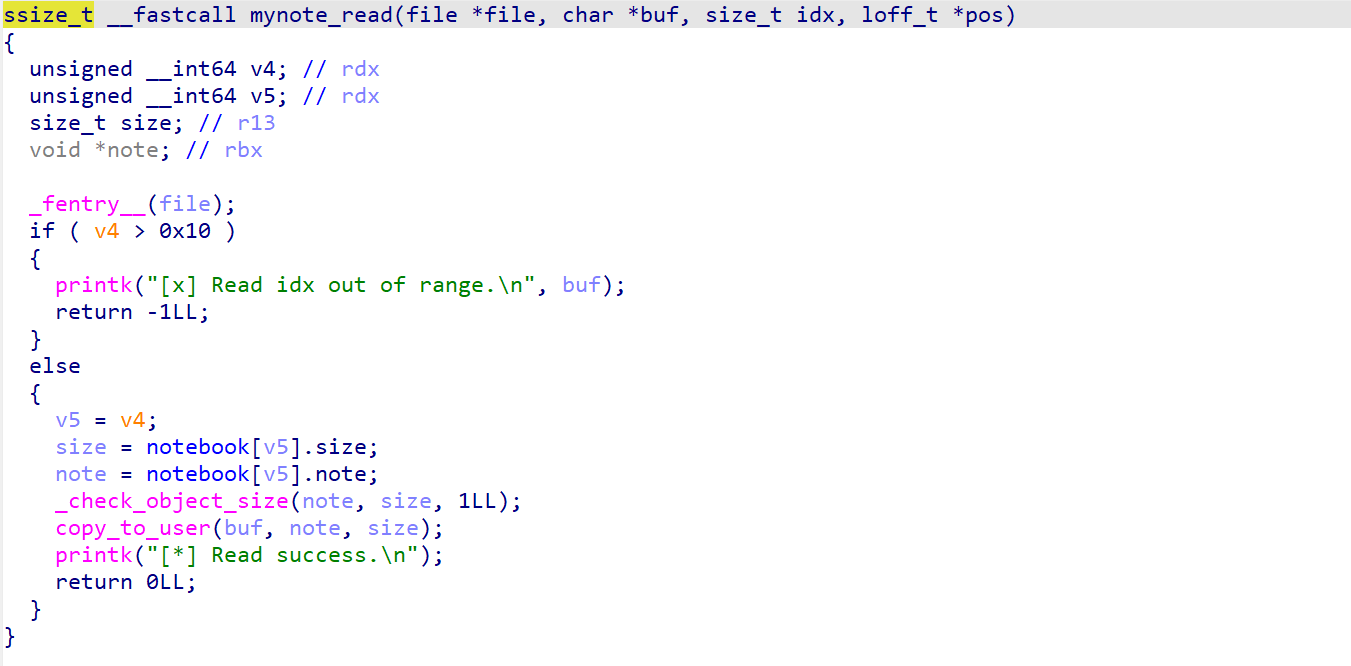 ssize_t __fastcall mynote_read(file *file, char *buf, size_t idx, loff_t *pos)
{
  unsigned __int64 v4; // rdx
  unsigned __int64 v5; // rdx
  size_t size; // r13
  void *note; // rbx

  _fentry__(file);
  if ( v4 > 0x10 )
  {
    printk("[x] Read idx out of range.\n", buf);
    return -1LL;
  }
  else
  {
    v5 = v4;
    size = notebook[v5].size;
    note = notebook[v5].note;
    _check_object_size(note, size, 1LL);
    copy_to_user(buf, note, size);
    printk("[*] Read success.\n");
    return 0LL;
  }
}